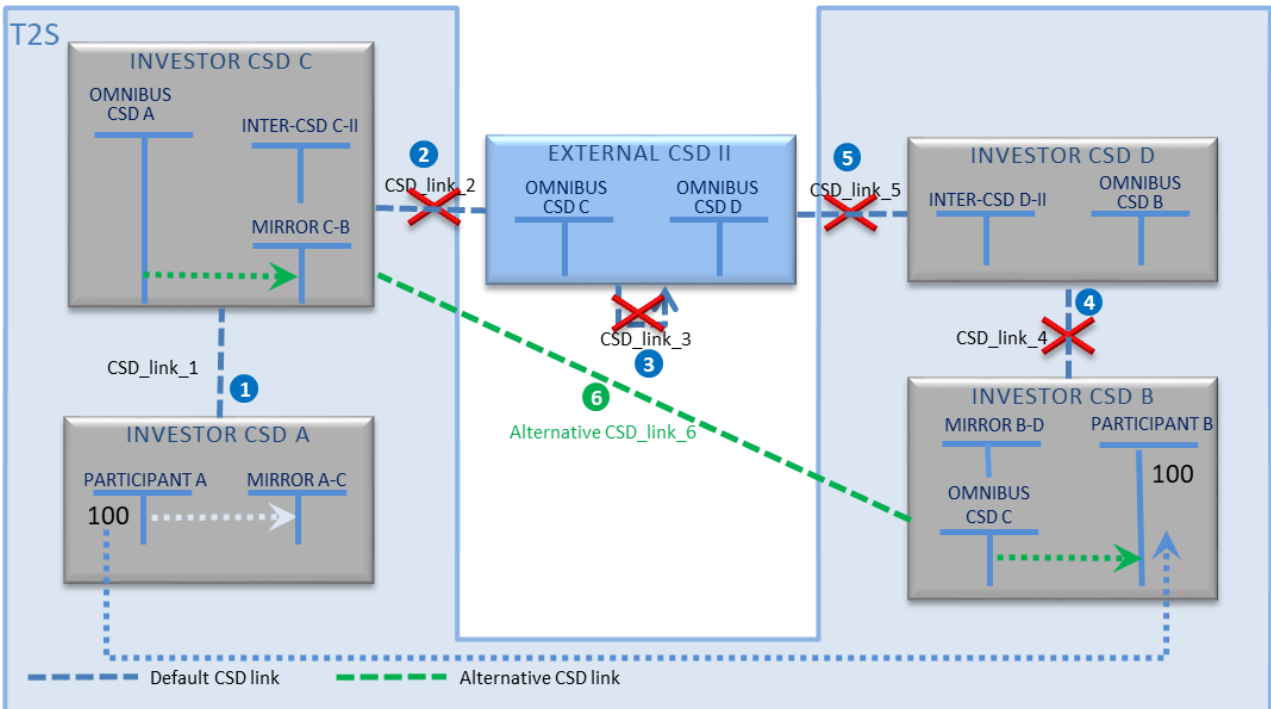 T2S
INVESTOR CSD C
OMNIBUS
CSD A
INTER-CSD C-II
MIRROR C-B
2
CSD_link_2
EXTERNAL CSD II
OMNIBUS
CSD C
OMNIBUS
CSD D
5
CSD_link_5
INVESTOR CSD D
INTER-CSD D-II
OMNIBUS
CSD B
CSD_link_3
3
4
CSD_link_4
CSD_link_1
1
6
Alternative CSD_link_6
INVESTOR CSD A
PARTICIPANT A
MIRROR A-C
100
INVESTOR CSD B
MIRROR B-D
PARTICIPANT B
100
OMNIBUS
CSD C
Default CSD link
Alternative CSD link